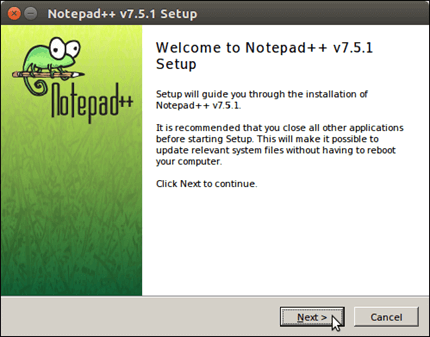 Notepad++ v7.5.1 Setup
Notepad++
Welcome to Notepad++ v7.5.1
Setup
Setup will guide you through the installation of
Notepad++ v7.5.1.
It is recommended that you close all other applications
before starting Setup. This will make it possible to
update relevant system files without having to reboot
your computer.
Click Next to continue.
Next >
Cancel